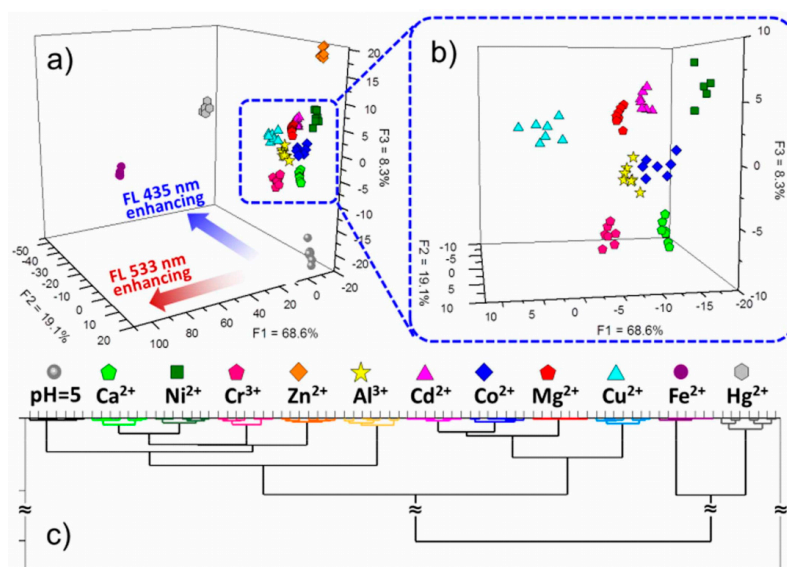 a)
20
15
10
5
0
-5
-10
-15
-20
F3 = 8.3%
FL 435 nm
enhancing
FL 533 nm
enhancing
-50
-40
-30
-20
-10
0
10
20
F2 = 19.1%
100
80
60
40
20
0
-20
F1 = 68.6%
b)
10
5
0
-5
-10
F3 = 8.3%
-10
-5
0
5
10
F2 = 19.1%
10
5
0
-5
-10
-15
-20
F1 = 68.6%
pH=5 Ca²⁺ Ni²⁺ Cr³⁺ Zn²⁺ Al³⁺ Cd²⁺ Co²⁺ Mg²⁺ Cu²⁺ Fe²⁺ Hg²⁺
≈ ≈ ≈ ≈
c)